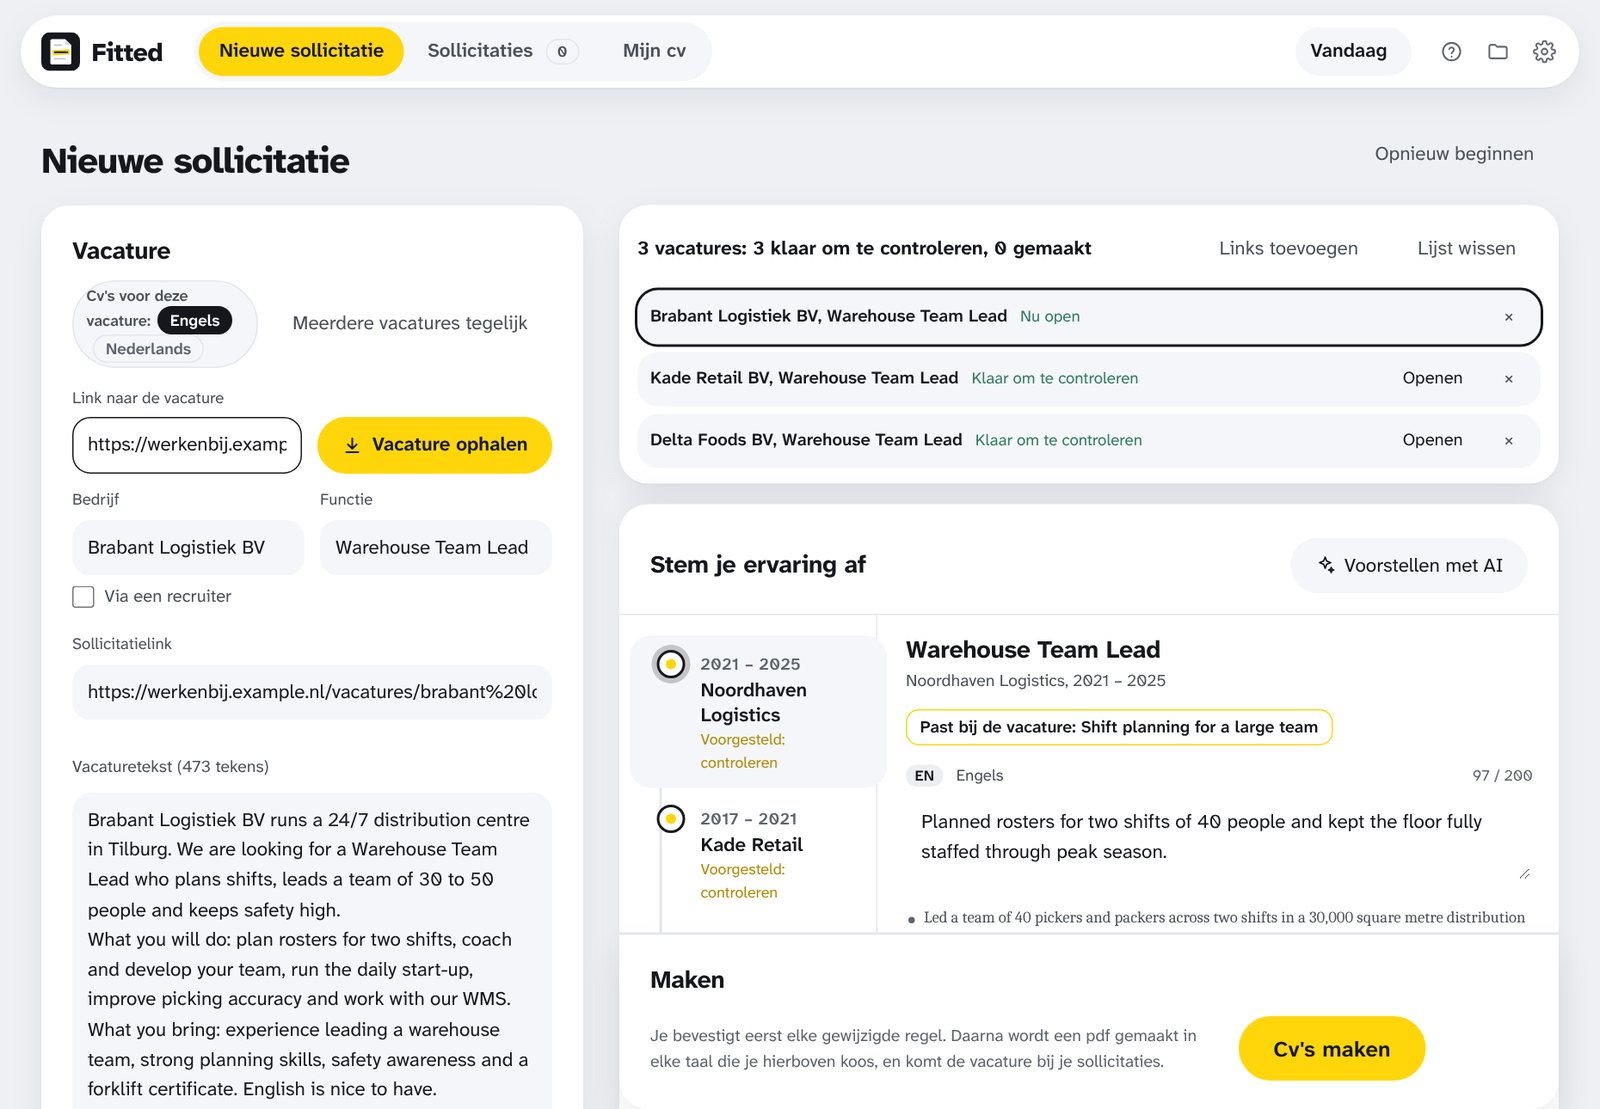 Fitted
Nieuwe sollicitatie
Sollicitaties 0
Mijn cv
Vandaag
Nieuwe sollicitatie
Opnieuw beginnen
Vacature
Cv's voor deze
vacature: Engels
Nederlands
Meerdere vacatures tegelijk
Link naar de vacature
https://werkenbij.examp
Vacature ophalen
Bedrijf
Functie
Brabant Logistiek BV
Warehouse Team Lead
Via een recruiter
Sollicitatielink
https://werkenbij.example.nl/vacatures/brabant%20lo
Vacaturetekst (473 tekens)
Brabant Logistiek BV runs a 24/7 distribution centre
in Tilburg. We are looking for a Warehouse Team
Lead who plans shifts, leads a team of 30 to 50
people and keeps safety high.
What you will do: plan rosters for two shifts, coach
and develop your team, run the daily start-up,
improve picking accuracy and work with our WMS.
What you bring: experience leading a warehouse
team, strong planning skills, safety awareness and a
forklift certificate. English is nice to have.
3 vacatures: 3 klaar om te controleren, 0 gemaakt
Links toevoegen
Lijst wissen
Brabant Logistiek BV, Warehouse Team Lead Nu open ×
Kade Retail BV, Warehouse Team Lead Klaar om te controleren Openen ×
Delta Foods BV, Warehouse Team Lead Klaar om te controleren Openen ×
Stem je ervaring af
Voorstellen met AI
2021 – 2025
Noordhaven
Logistics
Voorgesteld:
controleren
2017 – 2021
Kade Retail
Voorgesteld:
controleren
Warehouse Team Lead
Noordhaven Logistics, 2021 – 2025
Past bij de vacature: Shift planning for a large team
EN Engels 97 / 200
Planned rosters for two shifts of 40 people and kept the floor fully
staffed through peak season.
• Led a team of 40 pickers and packers across two shifts in a 30,000 square metre distribution
Maken
Je bevestigt eerst elke gewijzigde regel. Daarna wordt een pdf gemaakt in
elke taal die je hierboven koos, en komt de vacature bij je sollicitaties.
Cv's maken